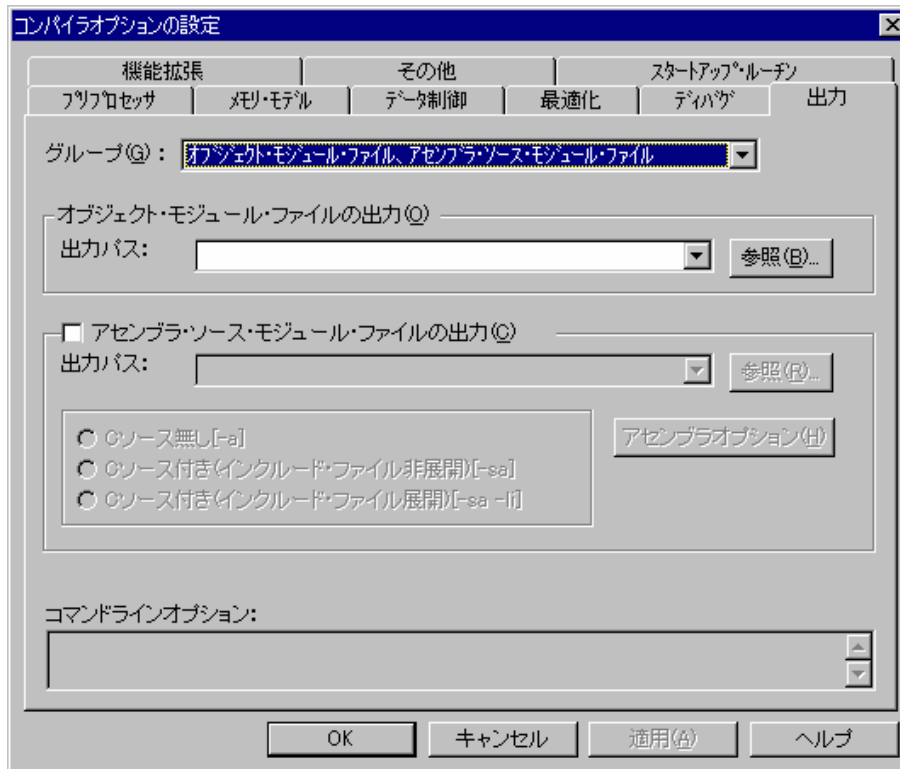 コンパイラオプションの設定
機能拡張 その他 スタートアップ・ルーチン
プリプロセッサ メモリ・モデル データ制御 最適化 ディバグ 出力
グループ(G)： オブジェクト・モジュール・ファイル、アセンブラ・ソース・モジュール・ファイル
オブジェクト・モジュール・ファイルの出力(O)
出力パス: 参照(B)...
アセンブラ・ソース・モジュール・ファイルの出力(C)
出力パス: 参照(R)...
Cソース無し[-a] アセンブラオプション(H)
Cソース付き(インクルード・ファイル非展開)[-sa]
Cソース付き(インクルード・ファイル展開)[-sa -li]
コマンドラインオプション:
OK キャンセル 適用(A) ヘルプ